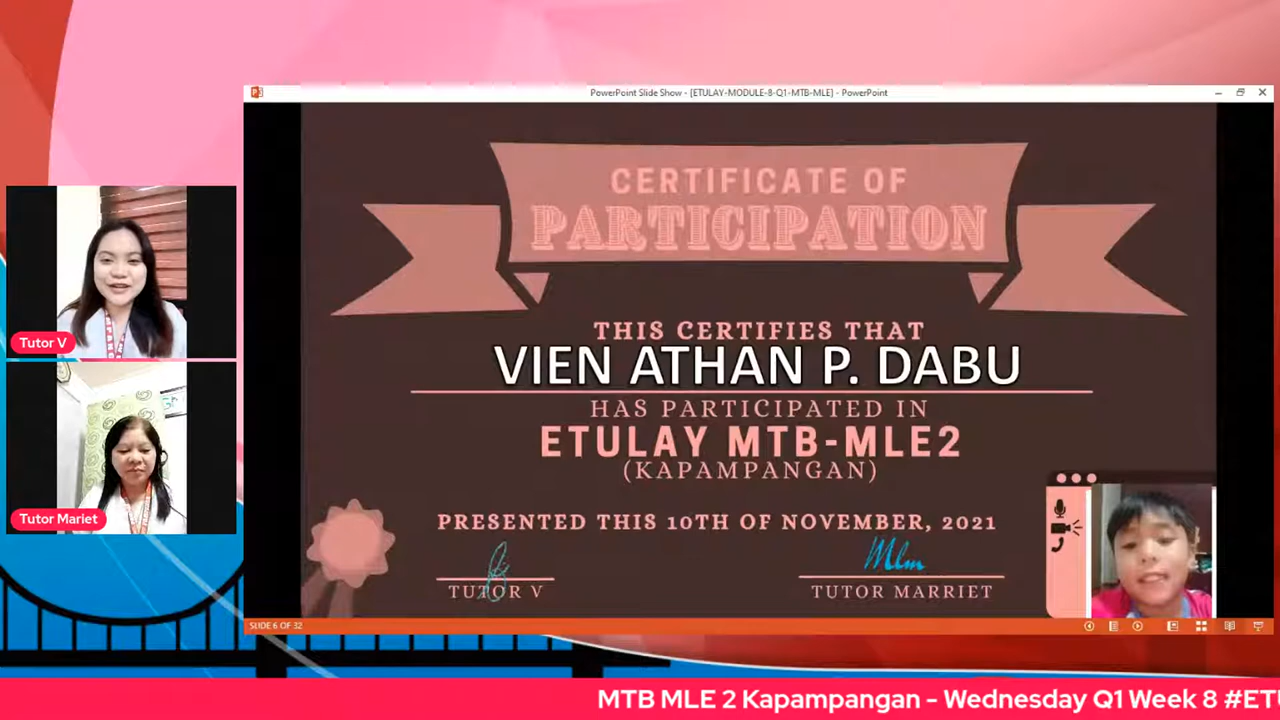 PowerPoint Slide Show - [ETULAY-MODULE-8-Q1-MTB-MLE] - PowerPoint
CERTIFICATE OF
PARTICIPATION
THIS CERTIFIES THAT
VIEN ATHAN P. DABU
HAS PARTICIPATED IN
ETULAY MTB-MLE2
(KAPAMPANGAN)
PRESENTED THIS 10TH OF NOVEMBER, 2021
Mlm
TUTOR V
TUTOR MARRIET
Tutor V
Tutor Mariet
SLIDE 6 OF 32
MTB MLE 2 Kapampangan - Wednesday Q1 Week 8 #ET